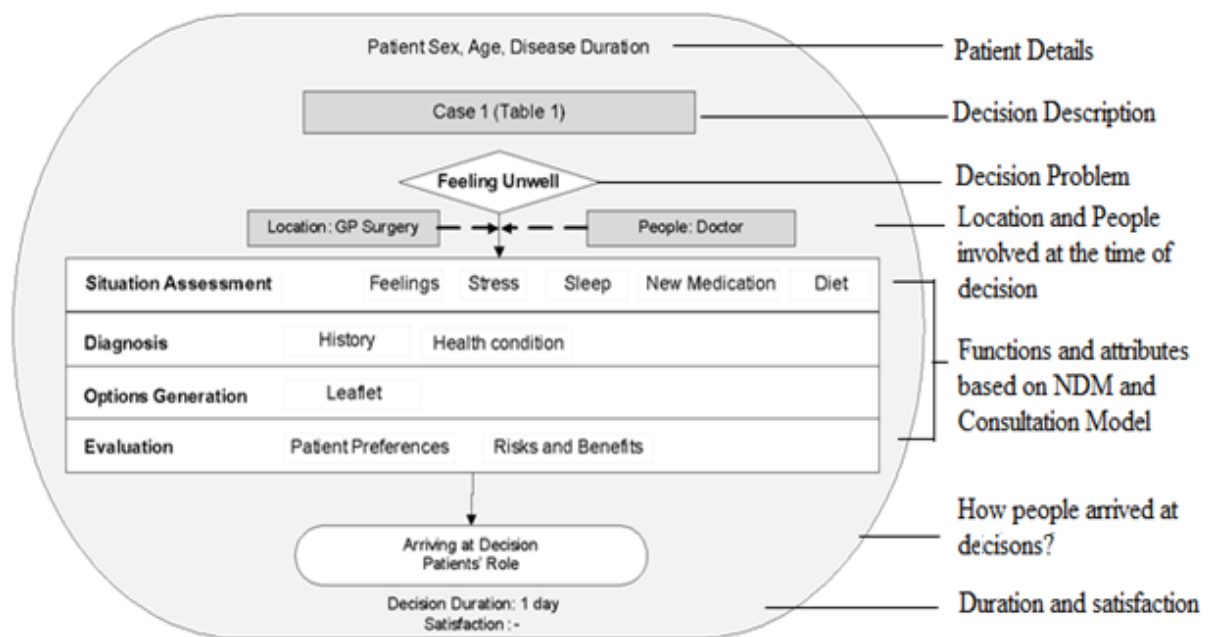 Patient Sex, Age, Disease Duration
Patient Details
Case 1 (Table 1)
Decision Description
Feeling Unwell
Decision Problem
Location: GP Surgery
People: Doctor
Location and People
involved at the time of
decision
Situation Assessment Feelings Stress Sleep New Medication Diet
Diagnosis History Health condition
Options Generation Leaflet
Evaluation Patient Preferences Risks and Benefits
Functions and attributes
based on NDM and
Consultation Model
Arriving at Decision
Patients' Role
How people arrived at
decisons?
Decision Duration: 1 day
Satisfaction :-
Duration and satisfaction